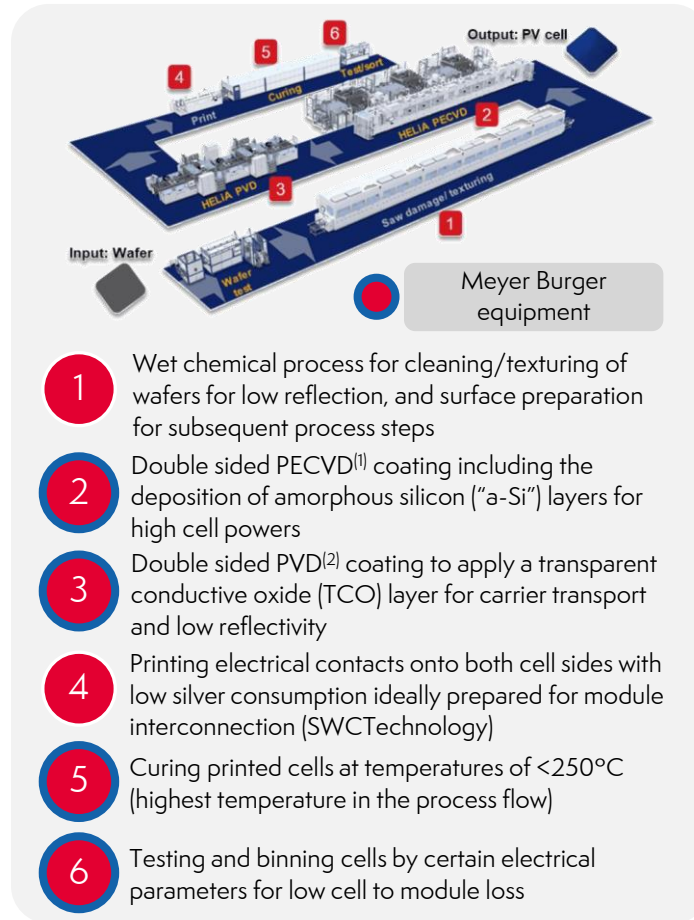 Output: PV cell
6
5
4
Test/sort
Curing
Print
HELiA PECVD
2
HELiA PVD
3
Saw damage/ texturing
1
Input: Wafer
Wafer
test
Meyer Burger
equipment
1
Wet chemical process for cleaning/texturing of
wafers for low reflection, and surface preparation
for subsequent process steps
2
Double sided PECVD(1) coating including the
deposition of amorphous silicon (“a-Si”) layers for
high cell powers
3
Double sided PVD(2) coating to apply a transparent
conductive oxide (TCO) layer for carrier transport
and low reflectivity
4
Printing electrical contacts onto both cell sides with
low silver consumption ideally prepared for module
interconnection (SWCTechnology)
5
Curing printed cells at temperatures of <250°C
(highest temperature in the process flow)
6
Testing and binning cells by certain electrical
parameters for low cell to module loss